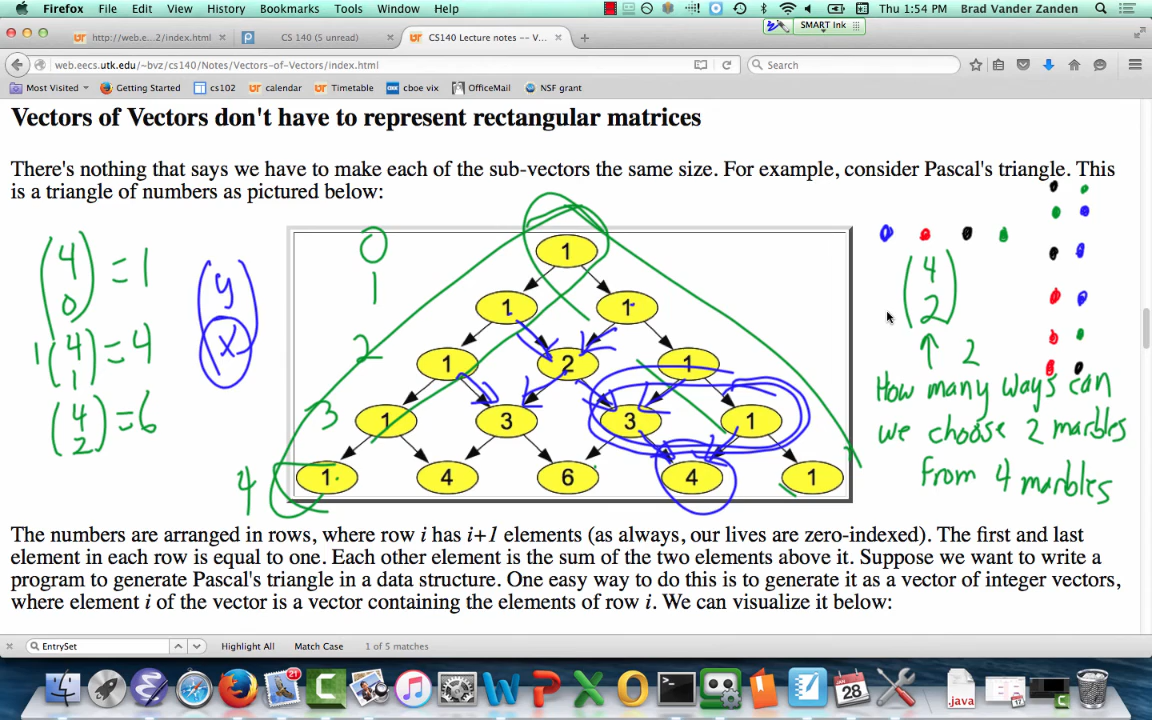 Firefox File Edit View History Bookmarks Tools Window Help Thu 1:54 PM Brad Vander Zanden
SMART Ink
http://web.e...2/index.html
CS 140 (5 unread)
CS140 Lecture notes -- V...
web.eecs.utk.edu/~bvz/cs140/Notes/Vectors-of-Vectors/index.html
Search
Most Visited Getting Started cs102 calendar Timetable cboe vix OfficeMail NSF grant
Vectors of Vectors don't have to represent rectangular matrices
There's nothing that says we have to make each of the sub-vectors the same size. For example, consider Pascal's triangle. This
is a triangle of numbers as pictured below:
(4 0) = 1
1(4 1) = 4
(4 2) = 6
(y x)
0
1
2
3
4
1
1 1
1 2 1
1 3 3 1
1 4 6 4 1
(4 2)
↑ 2
How many ways can
we choose 2 marbles
from 4 marbles
The numbers are arranged in rows, where row i has i+1 elements (as always, our lives are zero-indexed). The first and last
element in each row is equal to one. Each other element is the sum of the two elements above it. Suppose we want to write a
program to generate Pascal's triangle in a data structure. One easy way to do this is to generate it as a vector of integer vectors,
where element i of the vector is a vector containing the elements of row i. We can visualize it below:
EntrySet
Highlight All Match Case 1 of 5 matches
21
JAN 28
.java
17